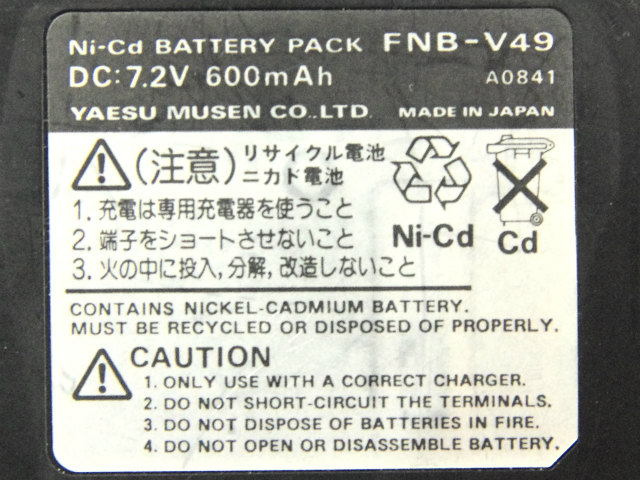 Ni-Cd BATTERY PACK FNB-V49
DC:7.2V 600mAh A0841
YAESU MUSEN CO.,LTD. MADE IN JAPAN
(注意) リサイクル電池
ニカド電池
1. 充電は専用充電器を使うこと
2. 端子をショートさせないこと
3. 火の中に投入,分解,改造しないこと
Ni-Cd Cd
CONTAINS NICKEL-CADMIUM BATTERY.
MUST BE RECYCLED OR DISPOSED OF PROPERLY.
CAUTION
1. ONLY USE WITH A CORRECT CHARGER.
2. DO NOT SHORT-CIRCUIT THE TERMINALS.
3. DO NOT DISPOSE OF BATTERIES IN FIRE.
4. DO NOT OPEN OR DISASSEMBLE BATTERY.